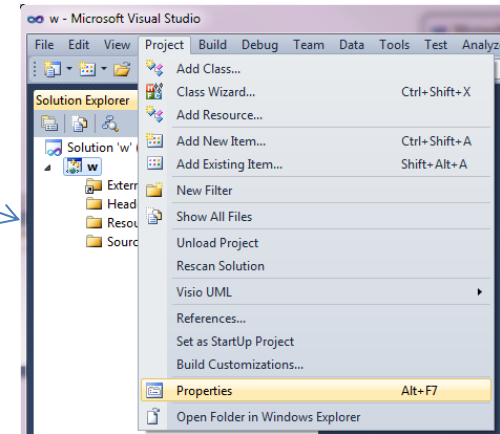 w - Microsoft Visual Studio
File Edit View Project Build Debug Team Data Tools Test Analyz
Add Class...
Class Wizard... Ctrl+Shift+X
Add Resource...
Add New Item... Ctrl+Shift+A
Add Existing Item... Shift+Alt+A
New Filter
Show All Files
Unload Project
Rescan Solution
Visio UML
References...
Set as StartUp Project
Build Customizations...
Properties Alt+F7
Open Folder in Windows Explorer
Solution Explorer
Solution 'w' (
w
Extern
Head
Resou
Sourc